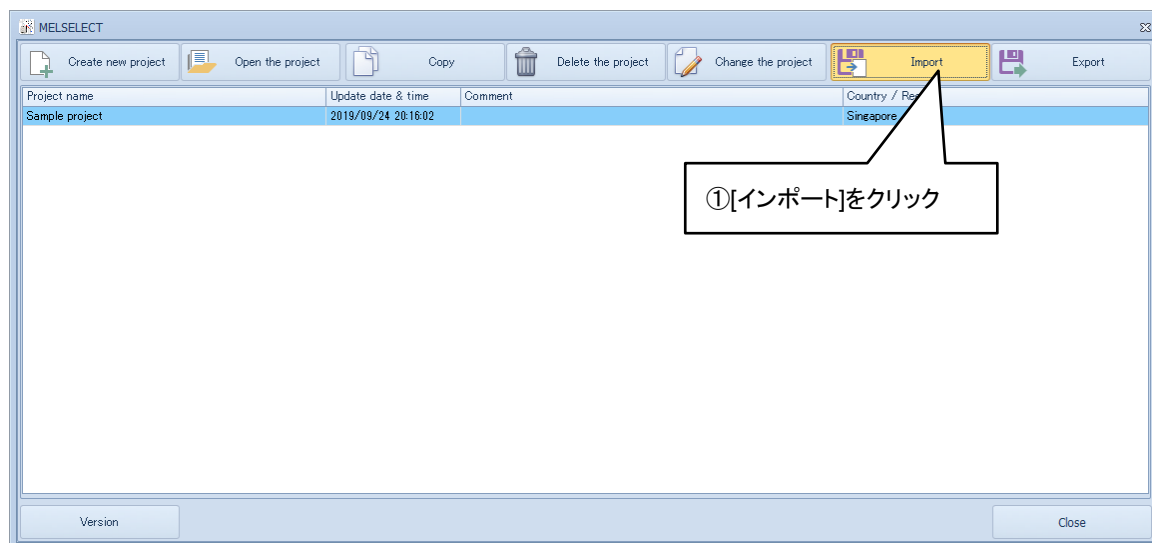 MELSELECT
Create new project Open the project Copy Delete the project Change the project Import Export
Project name Update date & time Comment Country /
Sample project 2019/09/24 20:16:02 Singapore
①[インポート]をクリック
Version Close